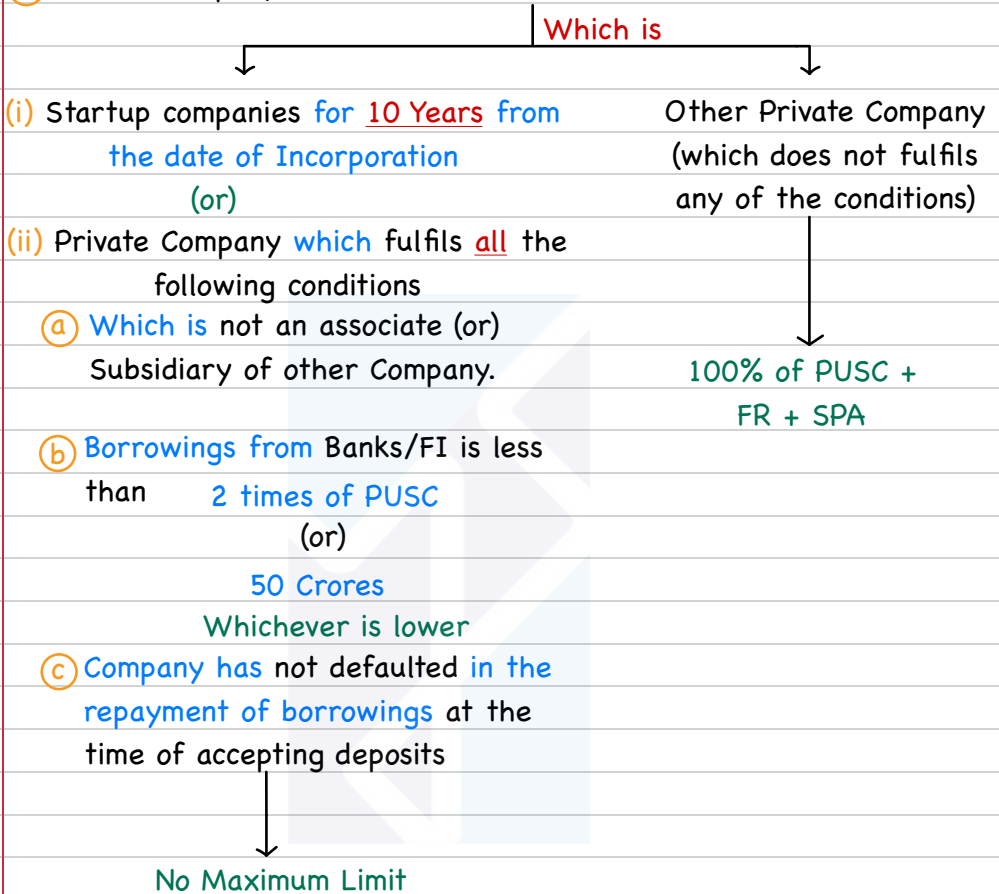 Which is
(i) Startup companies for 10 Years from
the date of Incorporation
(or)
(ii) Private Company which fulfils all the
following conditions
(a) Which is not an associate (or)
Subsidiary of other Company.
(b) Borrowings from Banks/FI is less
than 2 times of PUSC
(or)
50 Crores
Whichever is lower
(c) Company has not defaulted in the
repayment of borrowings at the
time of accepting deposits
No Maximum Limit
Other Private Company
(which does not fulfils
any of the conditions)
100% of PUSC +
FR + SPA